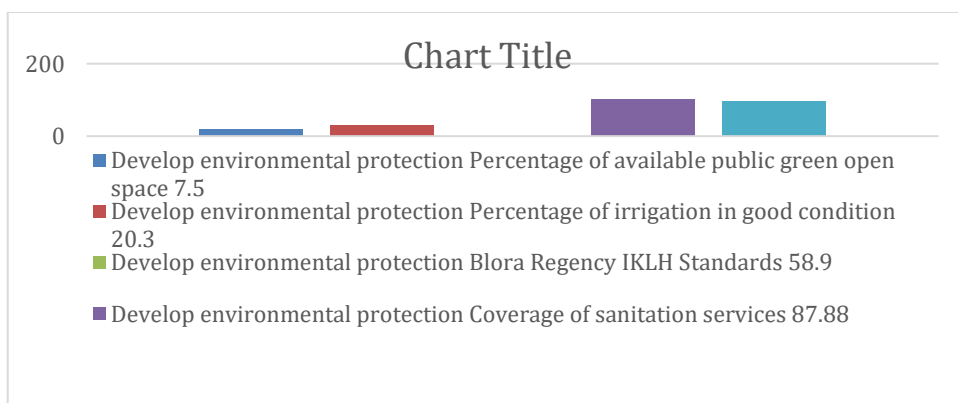 Chart Title
200
0
Develop environmental protection Percentage of available public green open
space 7.5
Develop environmental protection Percentage of irrigation in good condition
20.3
Develop environmental protection Blora Regency IKLH Standards 58.9
Develop environmental protection Coverage of sanitation services 87.88